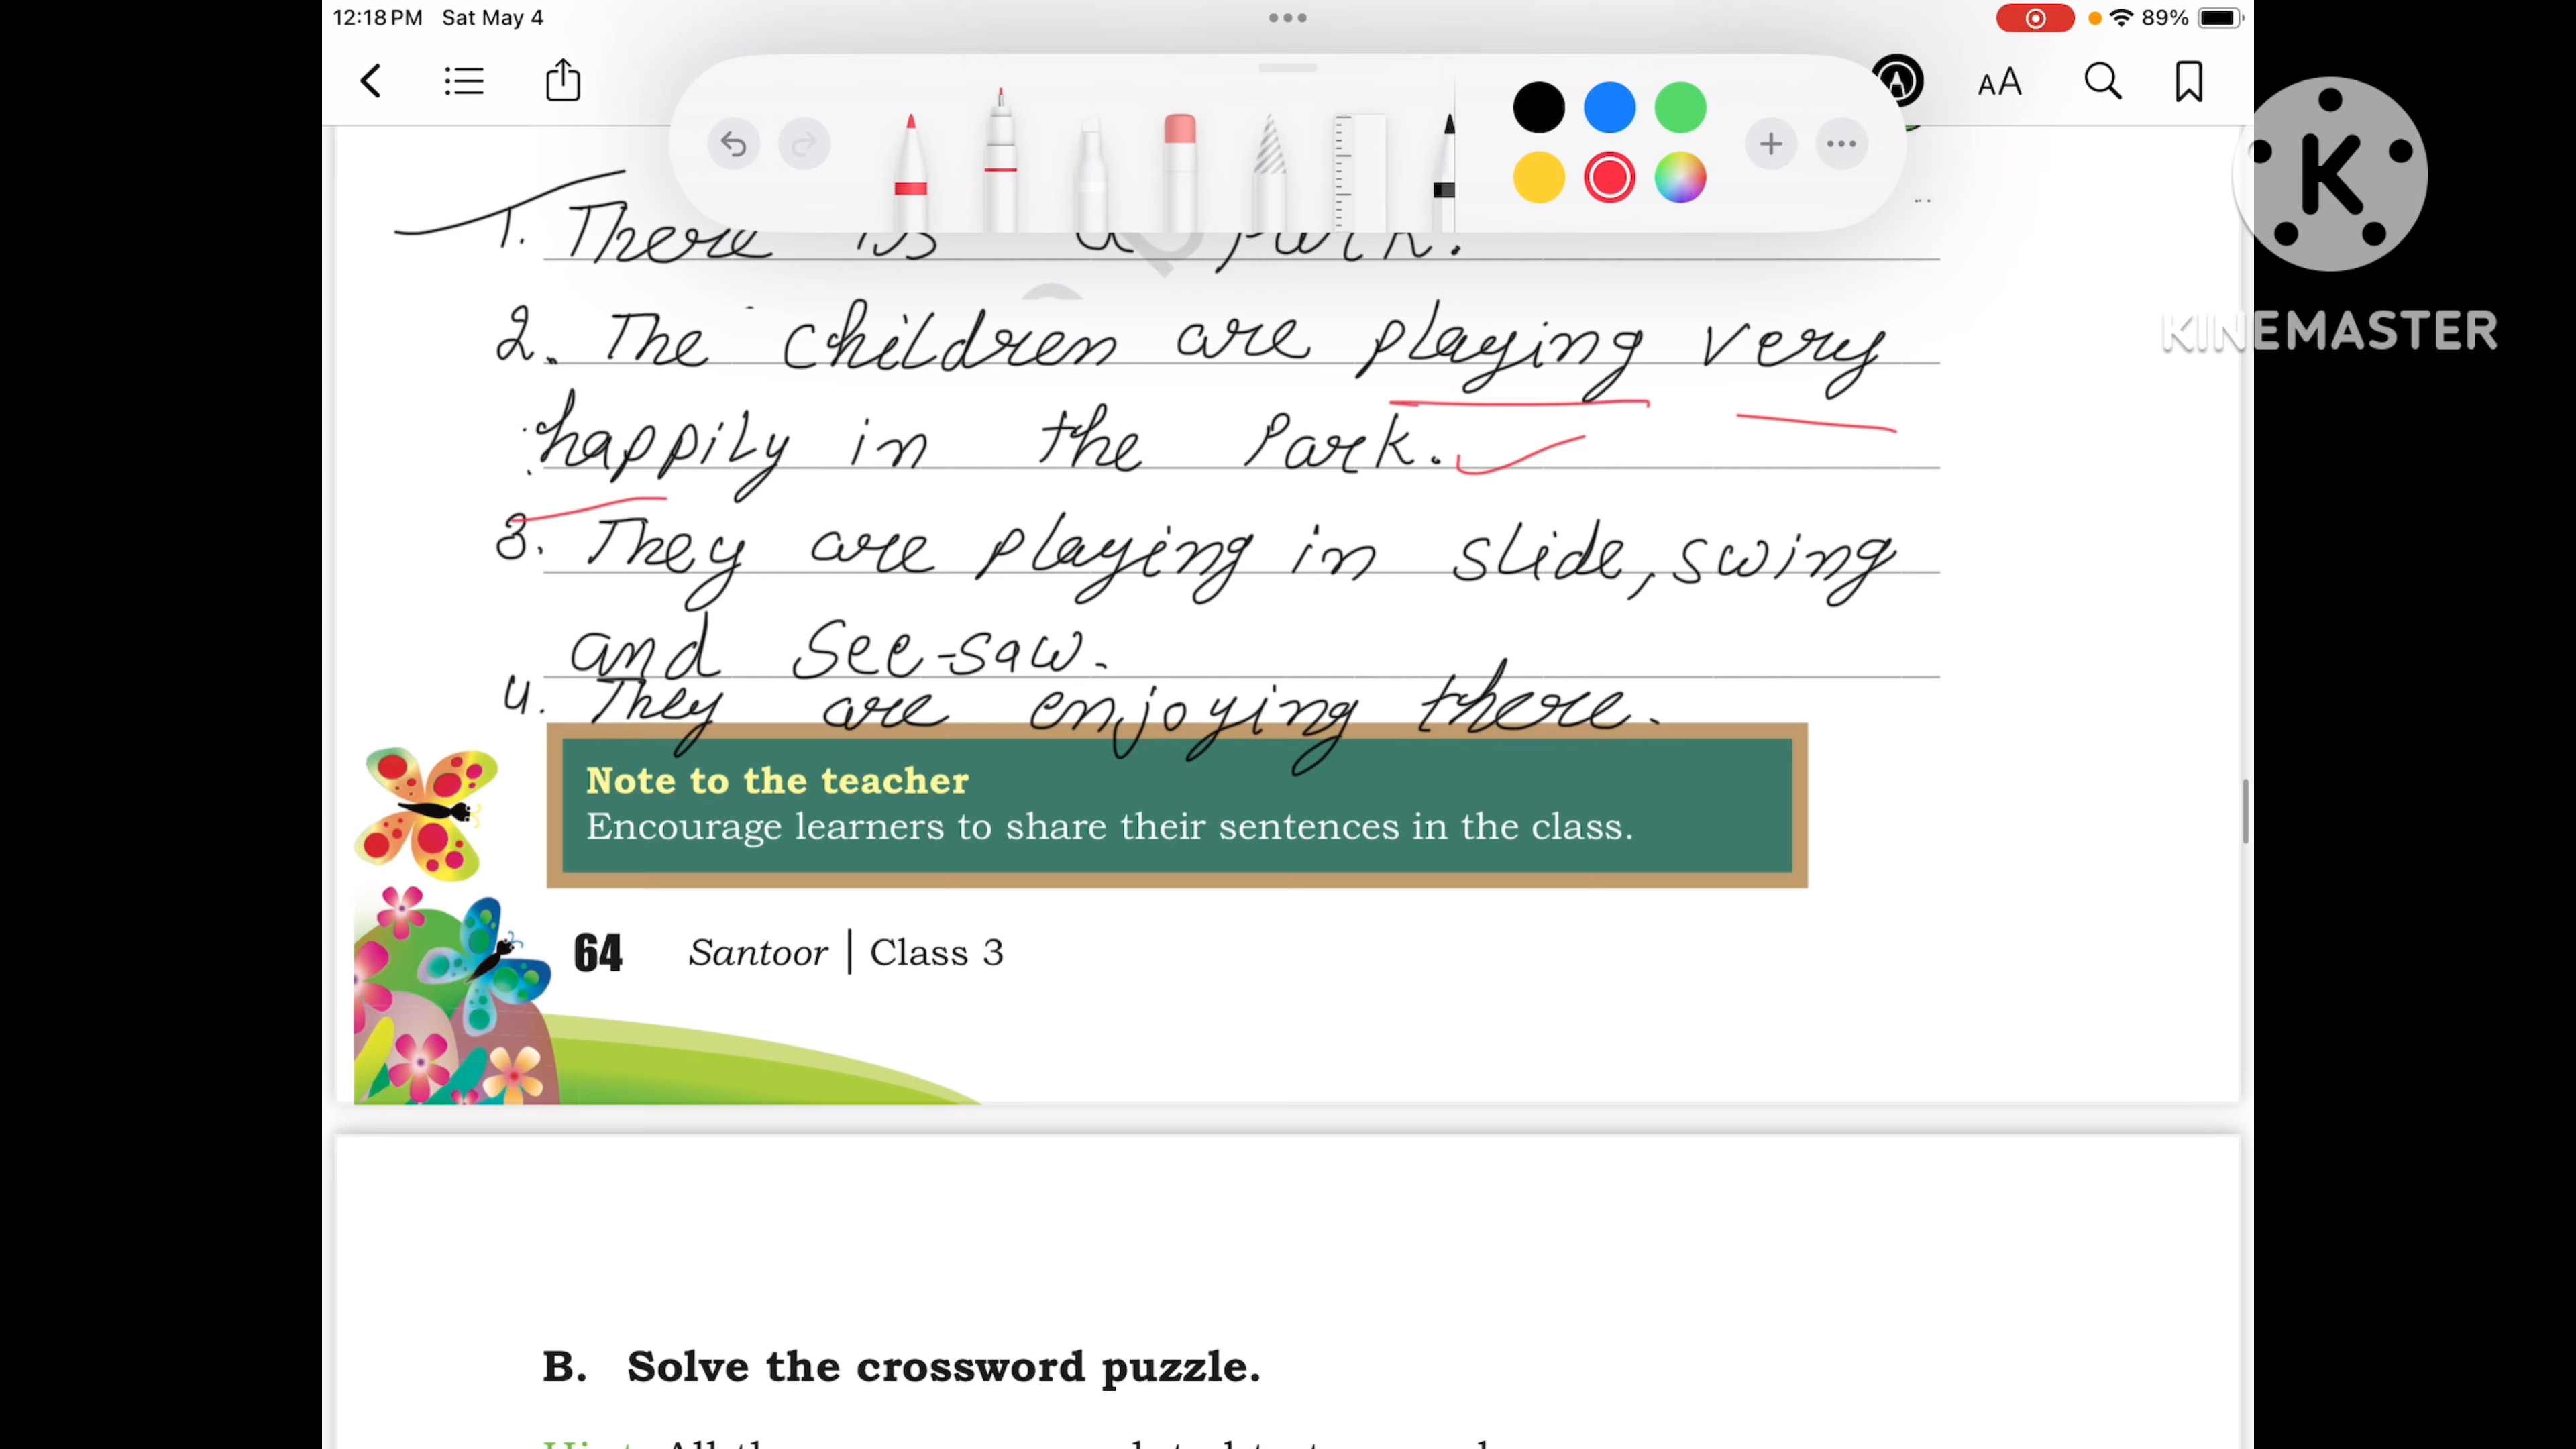 12:18 PM Sat May 4
89%
AA
K
KINEMASTER
1. There is a park.
2. The children are playing very
happily in the Park.
3. They are playing in slide, swing
and See-saw.
4. They are enjoying there.
Note to the teacher
Encourage learners to share their sentences in the class.
64 Santoor | Class 3
B. Solve the crossword puzzle.